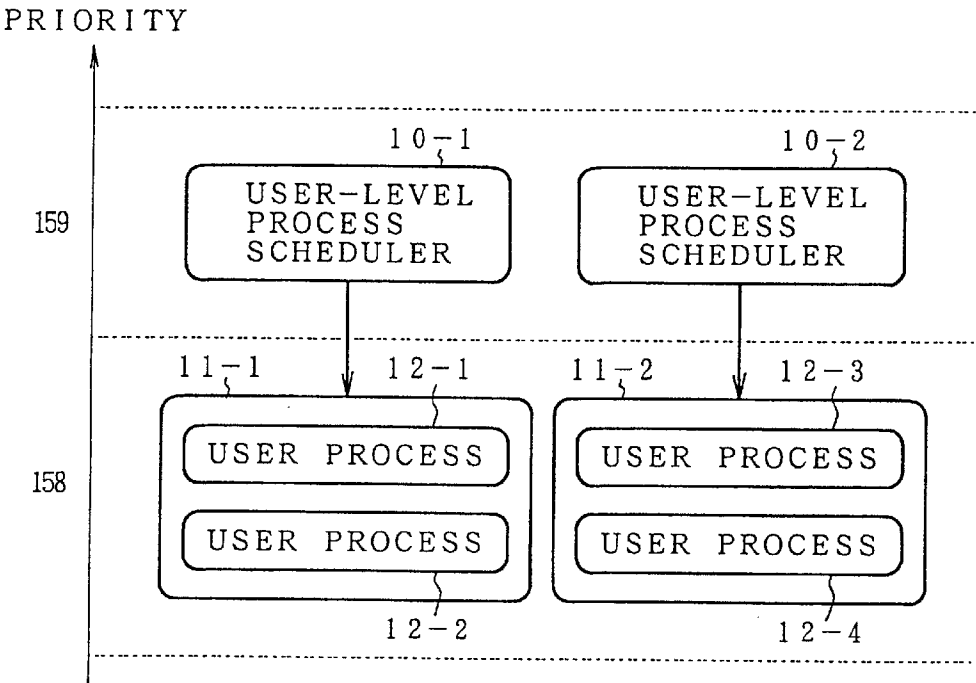 PRIORITY
10-1
10-2
USER-LEVEL
PROCESS
SCHEDULER
USER-LEVEL
PROCESS
SCHEDULER
159
11-1
12-1
11-2
12-3
USER PROCESS
USER PROCESS
158
USER PROCESS
USER PROCESS
12-2
12-4